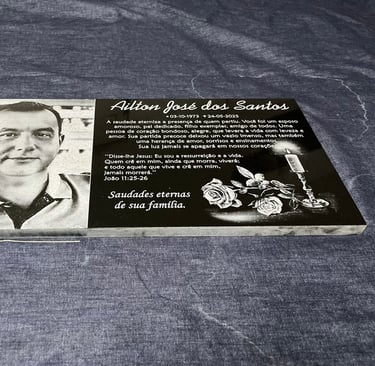 Ailton José dos Santos
⋆ 03-10-1973 + 24-05-2023
A saudade eterniza a presença de quem partiu. Você foi um esposo
amoroso, pai dedicado, filho exemplar, amigo de todos. Uma
pessoa de coração bondoso, alegre, que levava a vida com leveza e
amor. Sua partida precoce deixou um vazio imenso, mas também
uma herança de amor, sorrisos e ensinamentos.
Sua luz jamais se apagará em nossos corações
"Disse-lhe Jesus: Eu sou a ressurreição e a vida.
Quem crê em mim, ainda que morra, viverá;
e todo aquele que vive e crê em mim,
jamais morrerá."
João 11:25-26
Saudades eternas
de sua família.